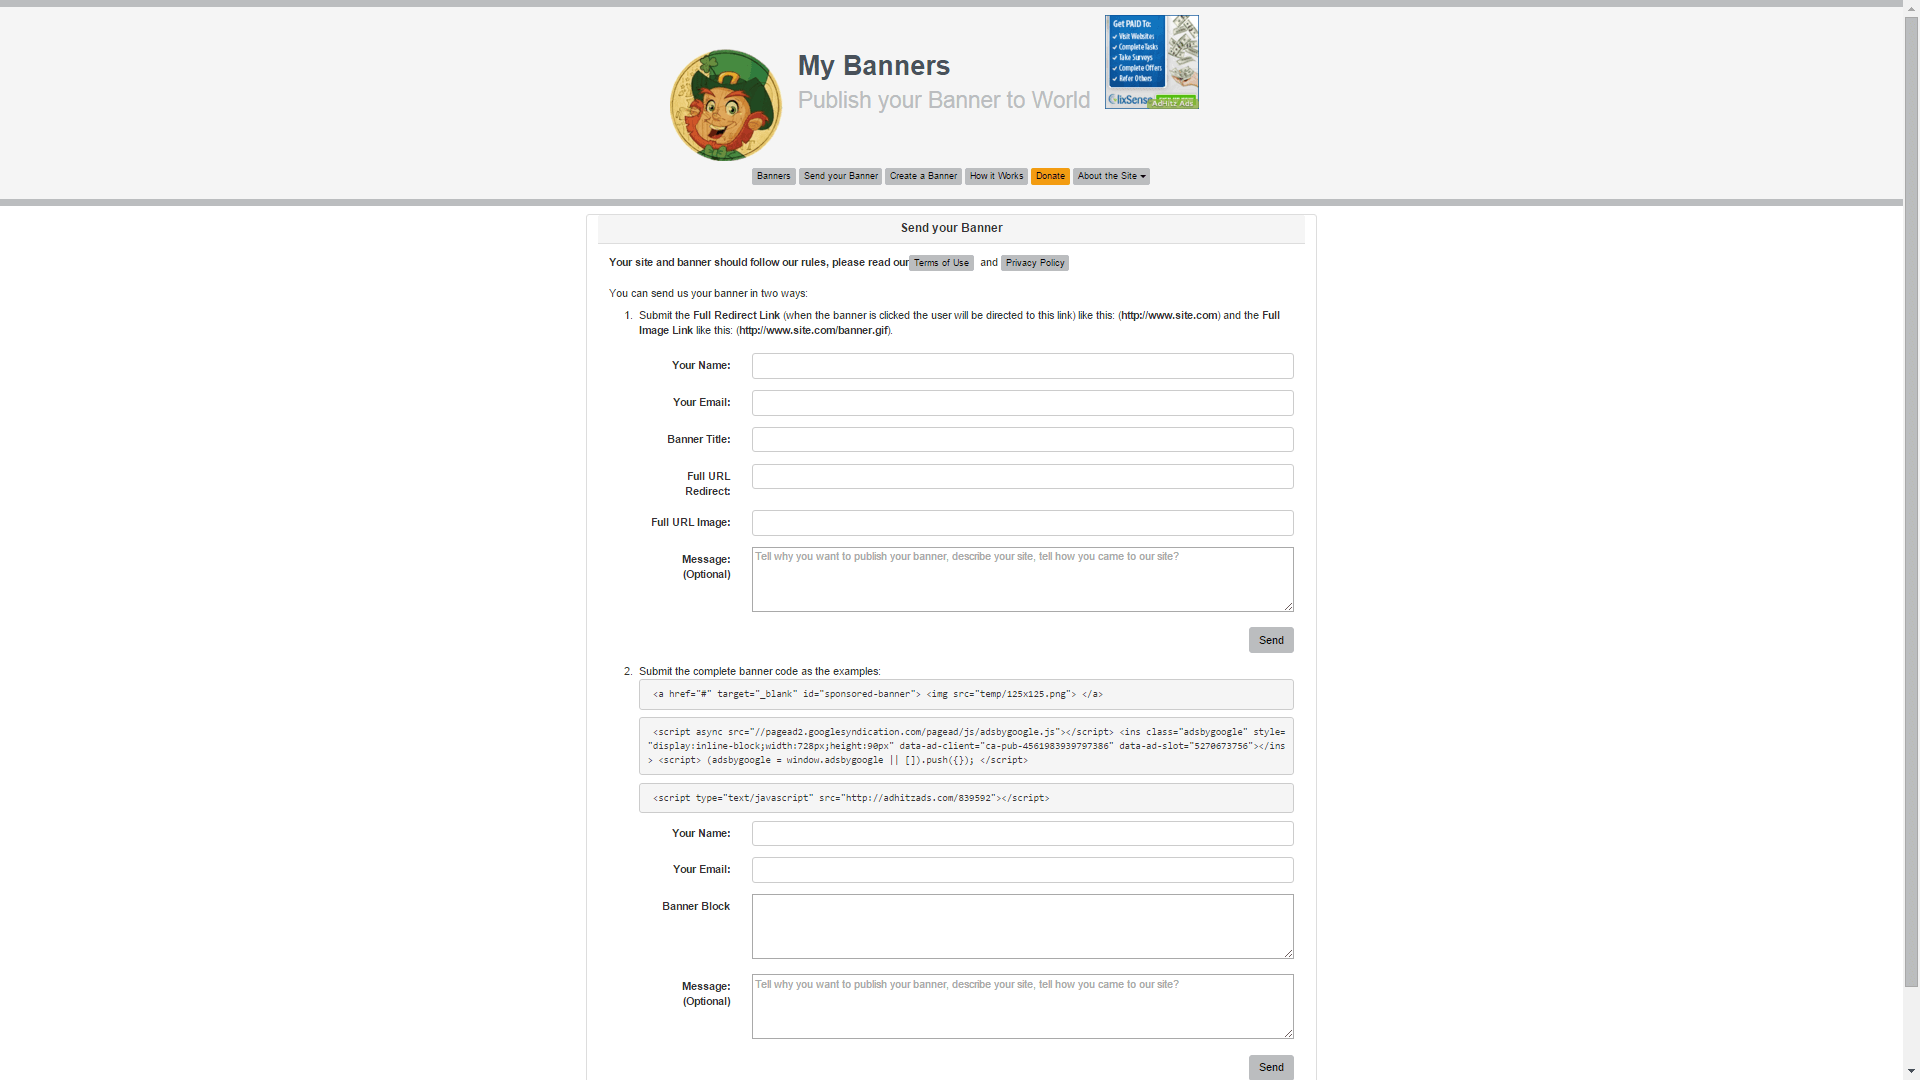 Get PAID To:
✓ Visit Websites
✓ Complete Tasks
✓ Take Surveys
✓ Complete Offers
✓ Refer Others
ClixSense
AdHitz Ads
My Banners
Publish your Banner to World
Banners Send your Banner Create a Banner How it Works Donate About the Site
Send your Banner
Your site and banner should follow our rules, please read our Terms of Use and Privacy Policy
You can send us your banner in two ways:
1. Submit the Full Redirect Link (when the banner is clicked the user will be directed to this link) like this: (http://www.site.com) and the Full
Image Link like this: (http://www.site.com/banner.gif).
Your Name:
Your Email:
Banner Title:
Full URL
Redirect:
Full URL Image:
Message:
(Optional)
Tell why you want to publish your banner, describe your site, tell how you came to our site?
Send
2. Submit the complete banner code as the examples:
<a href="#" target="_blank" id="sponsored-banner"> <img src="temp/125x125.png"> </a>
<script async src="//pagead2.googlesyndication.com/pagead/js/adsbygoogle.js"></script> <ins class="adsbygoogle" style=
"display:inline-block;width:728px;height:90px" data-ad-client="ca-pub-4561983939797386" data-ad-slot="5270673756"></ins
> <script> (adsbygoogle = window.adsbygoogle || []).push({}); </script>
<script type="text/javascript" src="http://adhitzads.com/839592"></script>
Your Name:
Your Email:
Banner Block
Message:
(Optional)
Tell why you want to publish your banner, describe your site, tell how you came to our site?
Send